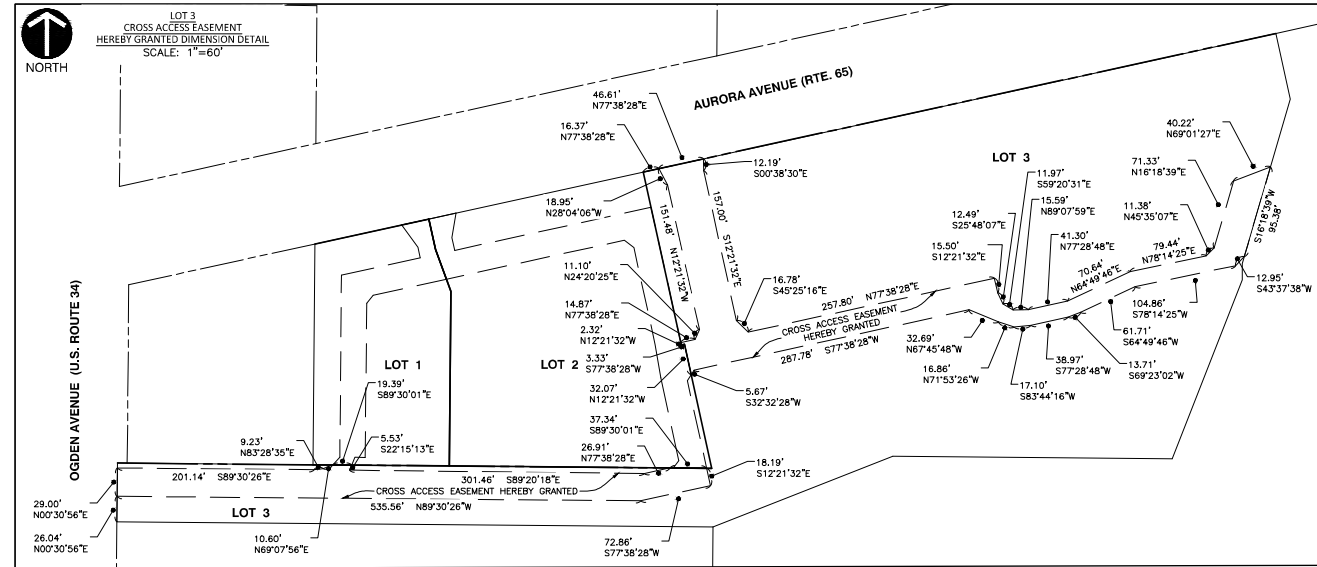 LOT 3
CROSS ACCESS EASEMENT
HEREBY GRANTED DIMENSION DETAIL
SCALE: 1"=60'
NORTH
AURORA AVENUE (RTE. 65)
46.61'
N77°38'28"E
16.37'
N77°38'28"E
12.19'
S00°38'30"E
18.95'
N28°04'06"W
151.48' N12°21'32"W
157.00' S12°21'32"E
LOT 3
40.22'
N69°01'27"E
71.33'
N16°18'39"E
11.97'
S59°20'31"E
15.59'
N89°07'59"E
12.49'
S25°48'07"E
15.50'
S12°21'32"E
41.30'
N77°28'48"E
11.38'
N45°35'07"E
S16°18'39"W
95.38'
70.64'
N64°49'46"E
79.44'
N78°14'25"E
12.95'
S43°37'38"W
11.10'
N24°20'25"E
16.78'
S45°25'16"E
257.80' N77°38'28"E
CROSS ACCESS EASEMENT
HEREBY GRANTED
287.78' S77°38'28"W
14.87'
N77°38'28"E
2.32'
N12°21'32"W
3.33'
S77°38'28"W
32.07'
N12°21'32"W
104.86'
S78°14'25"W
61.71'
S64°49'46"W
13.71'
S69°23'02"W
38.97'
S77°28'48"W
17.10'
S83°44'16"W
16.86'
N71°53'26"W
32.69'
N67°45'48"W
5.67'
S32°32'28"W
OGDEN AVENUE (U.S. ROUTE 34)
LOT 1
LOT 2
19.39'
S89°30'01"E
37.34'
S89°30'01"E
9.23'
N83°28'35"E
5.53'
S22°15'13"E
26.91'
N77°38'28"E
18.19'
S12°21'32"E
201.14' S89°30'26"E
301.46' S89°20'18"E
CROSS ACCESS EASEMENT HEREBY GRANTED
535.56' N89°30'26"W
LOT 3
29.00'
N00°30'56"E
26.04'
N00°30'56"E
10.60'
N69°07'56"E
72.86'
S77°38'28"W